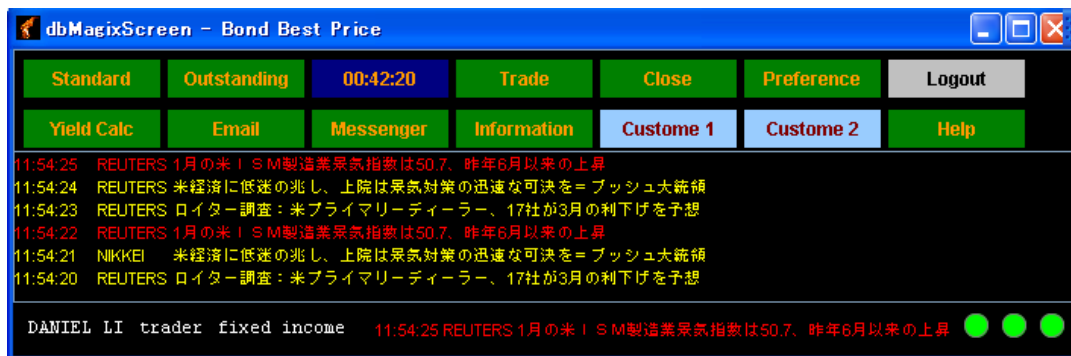 dbMagixScreen - Bond Best Price
Standard Outstanding 00:42:20 Trade Close Preference Logout
Yield Calc Email Messenger Information Custome 1 Custome 2 Help
11:54:25 REUTERS 1月の米ISM製造業景気指数は50.7、昨年6月以来の上昇
11:54:24 REUTERS 米経済に低迷の兆し、上院は景気対策の迅速な可決を=ブッシュ大統領
11:54:23 REUTERS ロイター調査:米プライマリーディーラー、17社が3月の利下げを予想
11:54:22 REUTERS 1月の米ISM製造業景気指数は50.7、昨年6月以来の上昇
11:54:21 NIKKEI 米経済に低迷の兆し、上院は景気対策の迅速な可決を=ブッシュ大統領
11:54:20 REUTERS ロイター調査:米プライマリーディーラー、17社が3月の利下げを予想
DANIEL LI trader fixed income 11:54:25 REUTERS 1月の米ISM製造業景気指数は50.7、昨年6月以来の上昇